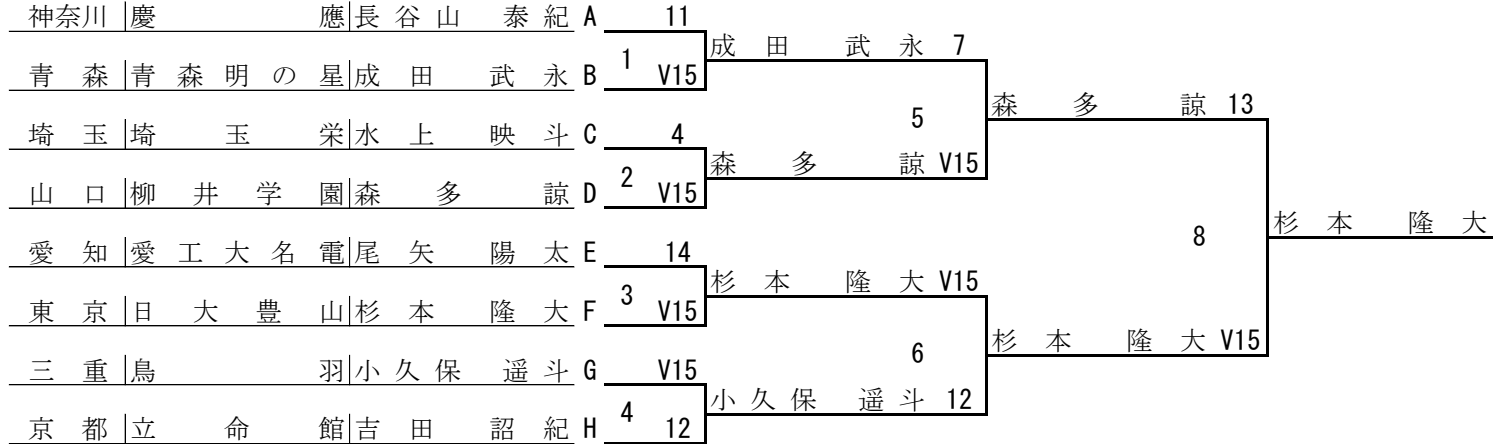 神奈川 慶應 長谷山 泰紀 A 11
成田 武永 7
1
青森 青森明の星 成田 武永 B V15
森多 諒 13
5
埼玉 埼玉栄 水上 映斗 C 4
森多 諒 V15
2
山口 柳井学園 森多 諒 D V15
杉本 隆大
8
愛知 愛工大名電 尾矢 陽太 E 14
杉本 隆大 V15
3
東京 日大豊山 杉本 隆大 F V15
杉本 隆大 V15
6
三重 鳥羽 小久保 遥斗 G V15
小久保 遥斗 12
4
京都 立命館 吉田 詔紀 H 12